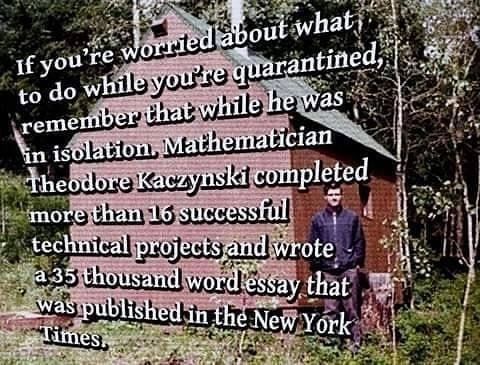 If you're worried about what
to do while you're quarantined,
remember that while he was
in isolation. Mathematician
Theodore Kaczynski completed
more than 16 successful
technical projects and wrote
a 35 thousand word essay that
was published in the New York
Times.